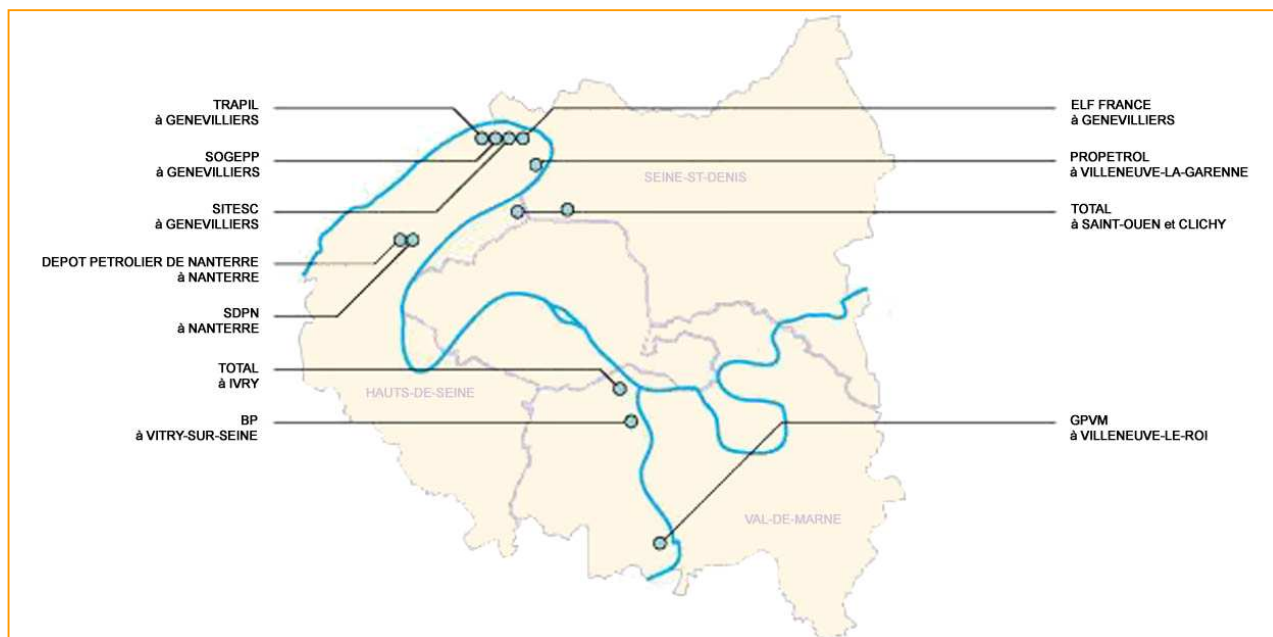 TRAPIL
à GENEVILLIERS
SOGEPP
à GENEVILLIERS
SITESC
à GENEVILLIERS
DEPOT PETROLIER DE NANTERRE
à NANTERRE
SDPN
à NANTERRE
TOTAL
à IVRY
BP
à VITRY-SUR-SEINE
HAUTS-DE-SEINE
SEINE-ST-DENIS
VAL-DE-MARNE
ELF FRANCE
à GENEVILLIERS
PROPETROL
à VILLENEUVE-LA-GARENNE
TOTAL
à SAINT-OUEN et CLICHY
GPVM
à VILLENEUVE-LE-ROI